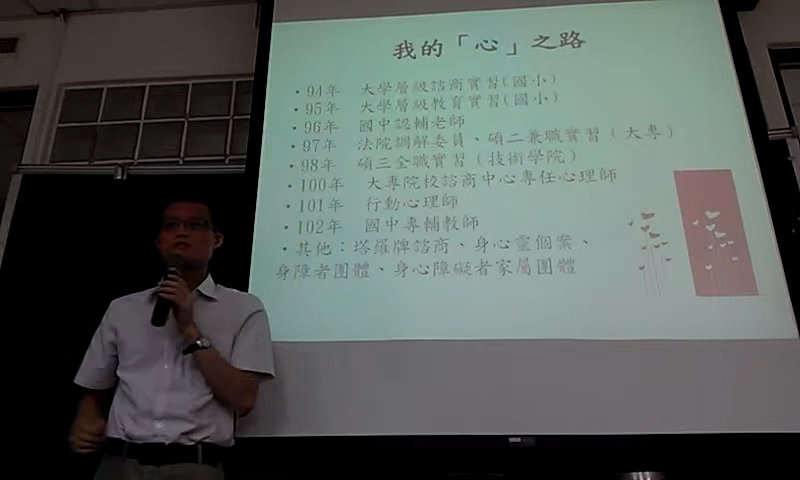 我的「心」之路
・94年 大學層級諮商實習(國小)
・95年 大學層級教育實習(國小)
・96年 國中認輔老師
・97年 法院調解委員、碩二兼職實習(大專)
・98年 碩三全職實習(技術學院)
・100年 大專院校諮商中心專任心理師
・101年 行動心理師
・102年 國中專輔教師
・其他：塔羅牌諮商、身心靈個案、
身障者團體、身心障礙者家屬團體